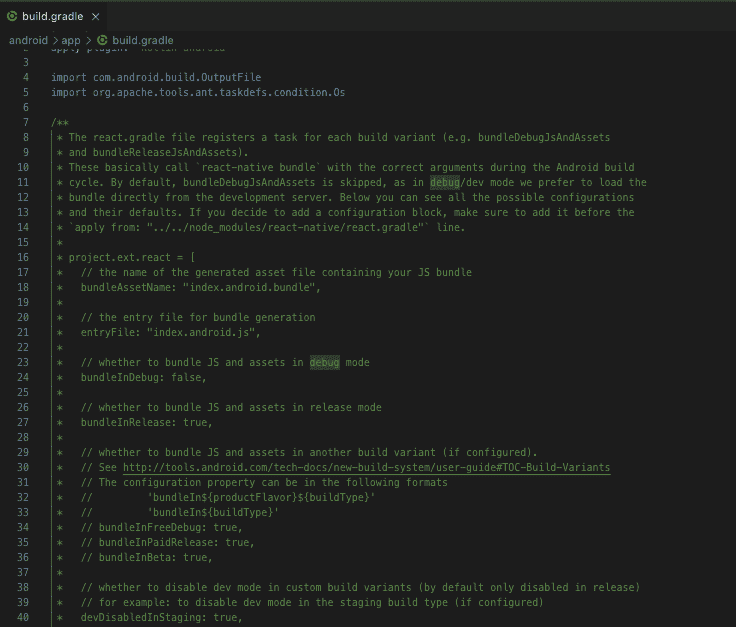 build.gradle ×
android > app > build.gradle
2 apply plugin: "kotlin-android"
3
4 import com.android.build.OutputFile
5 import org.apache.tools.ant.taskdefs.condition.Os
6
7 /**
8  * The react.gradle file registers a task for each build variant (e.g. bundleDebugJsAndAssets
9  * and bundleReleaseJsAndAssets).
10  * These basically call `react-native bundle` with the correct arguments during the Android build
11  * cycle. By default, bundleDebugJsAndAssets is skipped, as in debug/dev mode we prefer to load the
12  * bundle directly from the development server. Below you can see all the possible configurations
13  * and their defaults. If you decide to add a configuration block, make sure to add it before the
14  * `apply from: "../../node_modules/react-native/react.gradle"` line.
15  *
16  * project.ext.react = [
17  *   // the name of the generated asset file containing your JS bundle
18  *   bundleAssetName: "index.android.bundle",
19  *
20  *   // the entry file for bundle generation
21  *   entryFile: "index.android.js",
22  *
23  *   // whether to bundle JS and assets in debug mode
24  *   bundleInDebug: false,
25  *
26  *   // whether to bundle JS and assets in release mode
27  *   bundleInRelease: true,
28  *
29  *   // whether to bundle JS and assets in another build variant (if configured).
30  *   // See http://tools.android.com/tech-docs/new-build-system/user-guide#TOC-Build-Variants
31  *   // The configuration property can be in the following formats
32  *   //         'bundleIn${productFlavor}${buildType}'
33  *   //         'bundleIn${buildType}'
34  *   // bundleInFreeDebug: true,
35  *   // bundleInPaidRelease: true,
36  *   // bundleInBeta: true,
37  *
38  *   // whether to disable dev mode in custom build variants (by default only disabled in release)
39  *   // for example: to disable dev mode in the staging build type (if configured)
40  *   devDisabledInStaging: true,